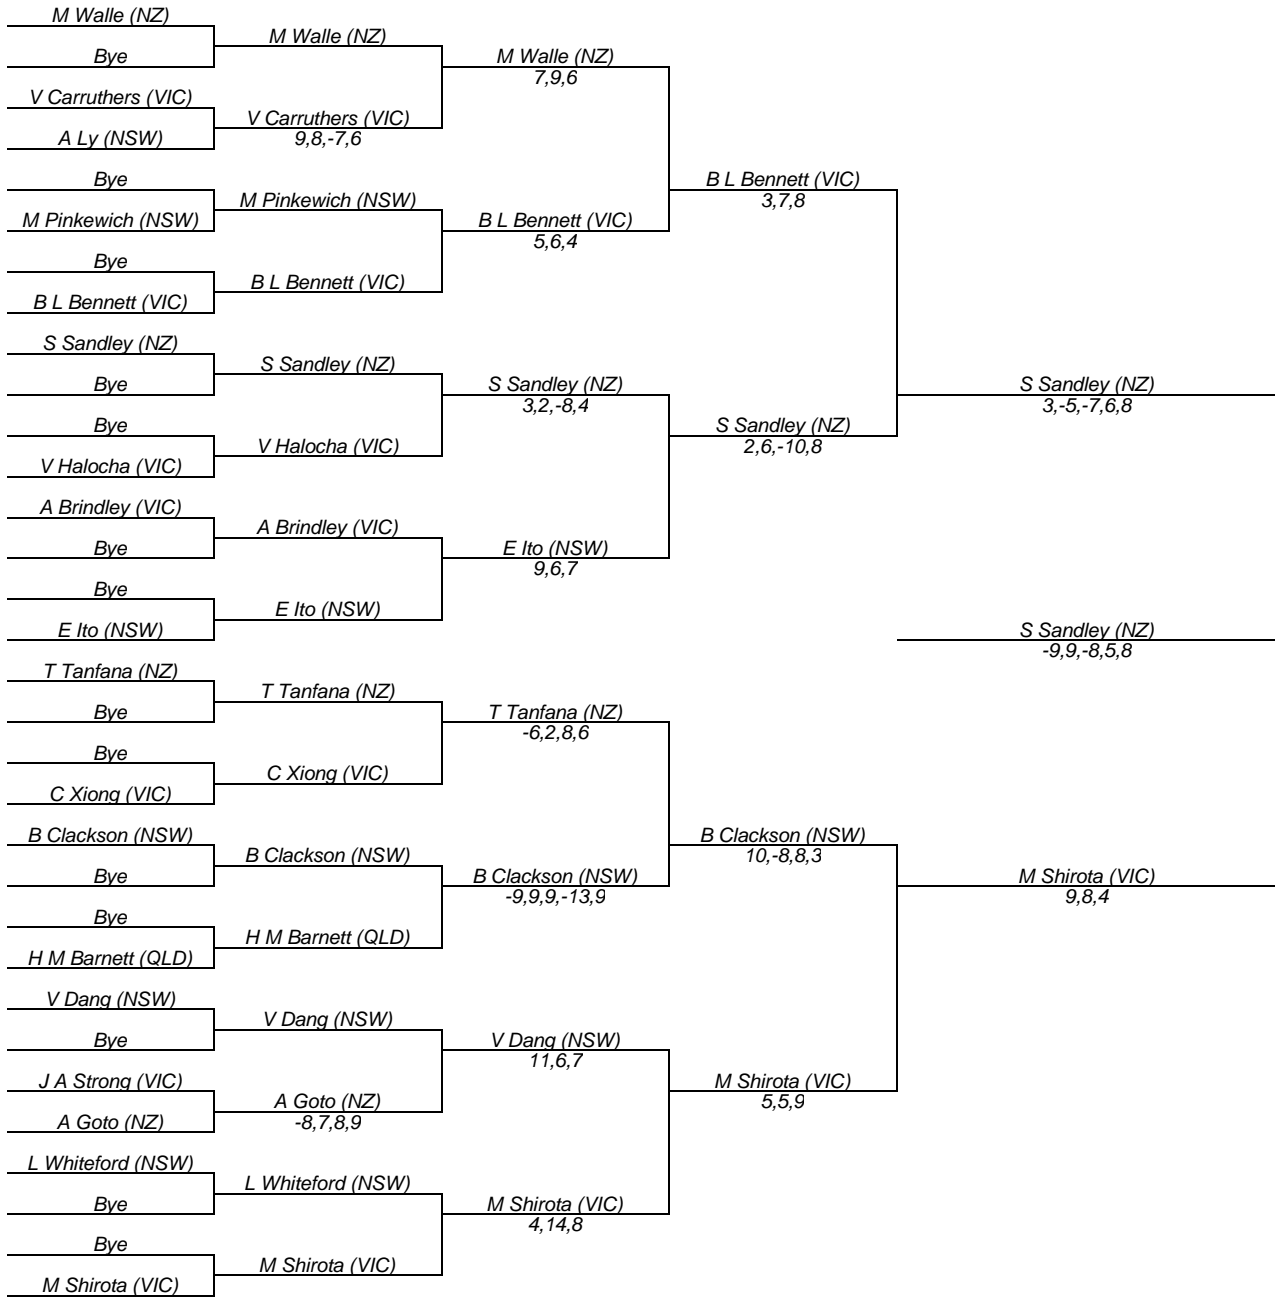 M Walle (NZ)
Bye
V Carruthers (VIC)
A Ly (NSW)
Bye
M Pinkewich (NSW)
Bye
B L Bennett (VIC)
S Sandley (NZ)
Bye
Bye
V Halocha (VIC)
A Brindley (VIC)
Bye
Bye
E Ito (NSW)
T Tanfana (NZ)
Bye
Bye
C Xiong (VIC)
B Clackson (NSW)
Bye
Bye
H M Barnett (QLD)
V Dang (NSW)
Bye
J A Strong (VIC)
A Goto (NZ)
L Whiteford (NSW)
Bye
Bye
M Shirota (VIC)
M Walle (NZ)
V Carruthers (VIC)
9,8,-7,6
M Pinkewich (NSW)
B L Bennett (VIC)
S Sandley (NZ)
V Halocha (VIC)
A Brindley (VIC)
E Ito (NSW)
T Tanfana (NZ)
C Xiong (VIC)
B Clackson (NSW)
H M Barnett (QLD)
V Dang (NSW)
A Goto (NZ)
-8,7,8,9
L Whiteford (NSW)
M Shirota (VIC)
M Walle (NZ)
7,9,6
B L Bennett (VIC)
5,6,4
S Sandley (NZ)
3,2,-8,4
E Ito (NSW)
9,6,7
T Tanfana (NZ)
-6,2,8,6
B Clackson (NSW)
-9,9,9,-13,9
V Dang (NSW)
11,6,7
M Shirota (VIC)
4,14,8
B L Bennett (VIC)
3,7,8
S Sandley (NZ)
2,6,-10,8
B Clackson (NSW)
10,-8,8,3
M Shirota (VIC)
5,5,9
S Sandley (NZ)
3,-5,-7,6,8
S Sandley (NZ)
-9,9,-8,5,8
M Shirota (VIC)
9,8,4